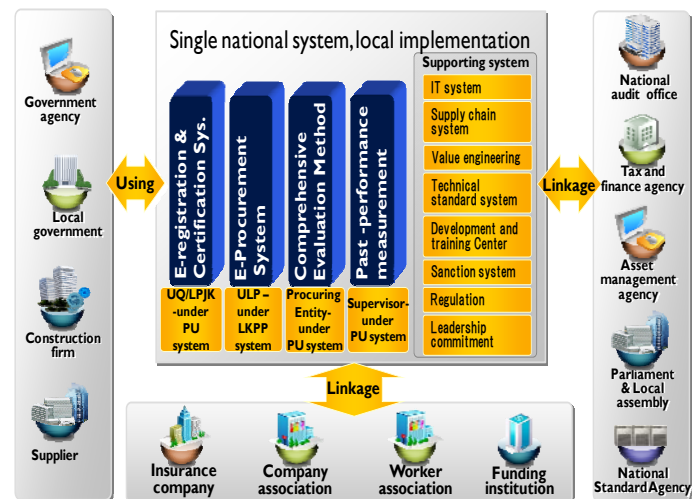 Single national system, local implementation
Government
agency
Local
government
Construction
firm
Supplier
Using
E-registration &
Certification Sys.
E-Procurement
System
Comprehensive
Evaluation Method
Past -performance
measurement
UQ/LPJK
-under
PU
system
ULP –
under
LKPP
system
Procuring
Entity-
under
PU system
Supervisor-
under
PU system
Supporting system
IT system
Supply chain
system
Value engineering
Technical
standard system
Development and
training Center
Sanction system
Regulation
Leadership
commitment
Linkage
National
audit office
Tax and
finance agency
Asset
management
agency
Parliament
& Local
assembly
National
Standard Agency
Linkage
Insurance
company
Company
association
Worker
association
Funding
institution